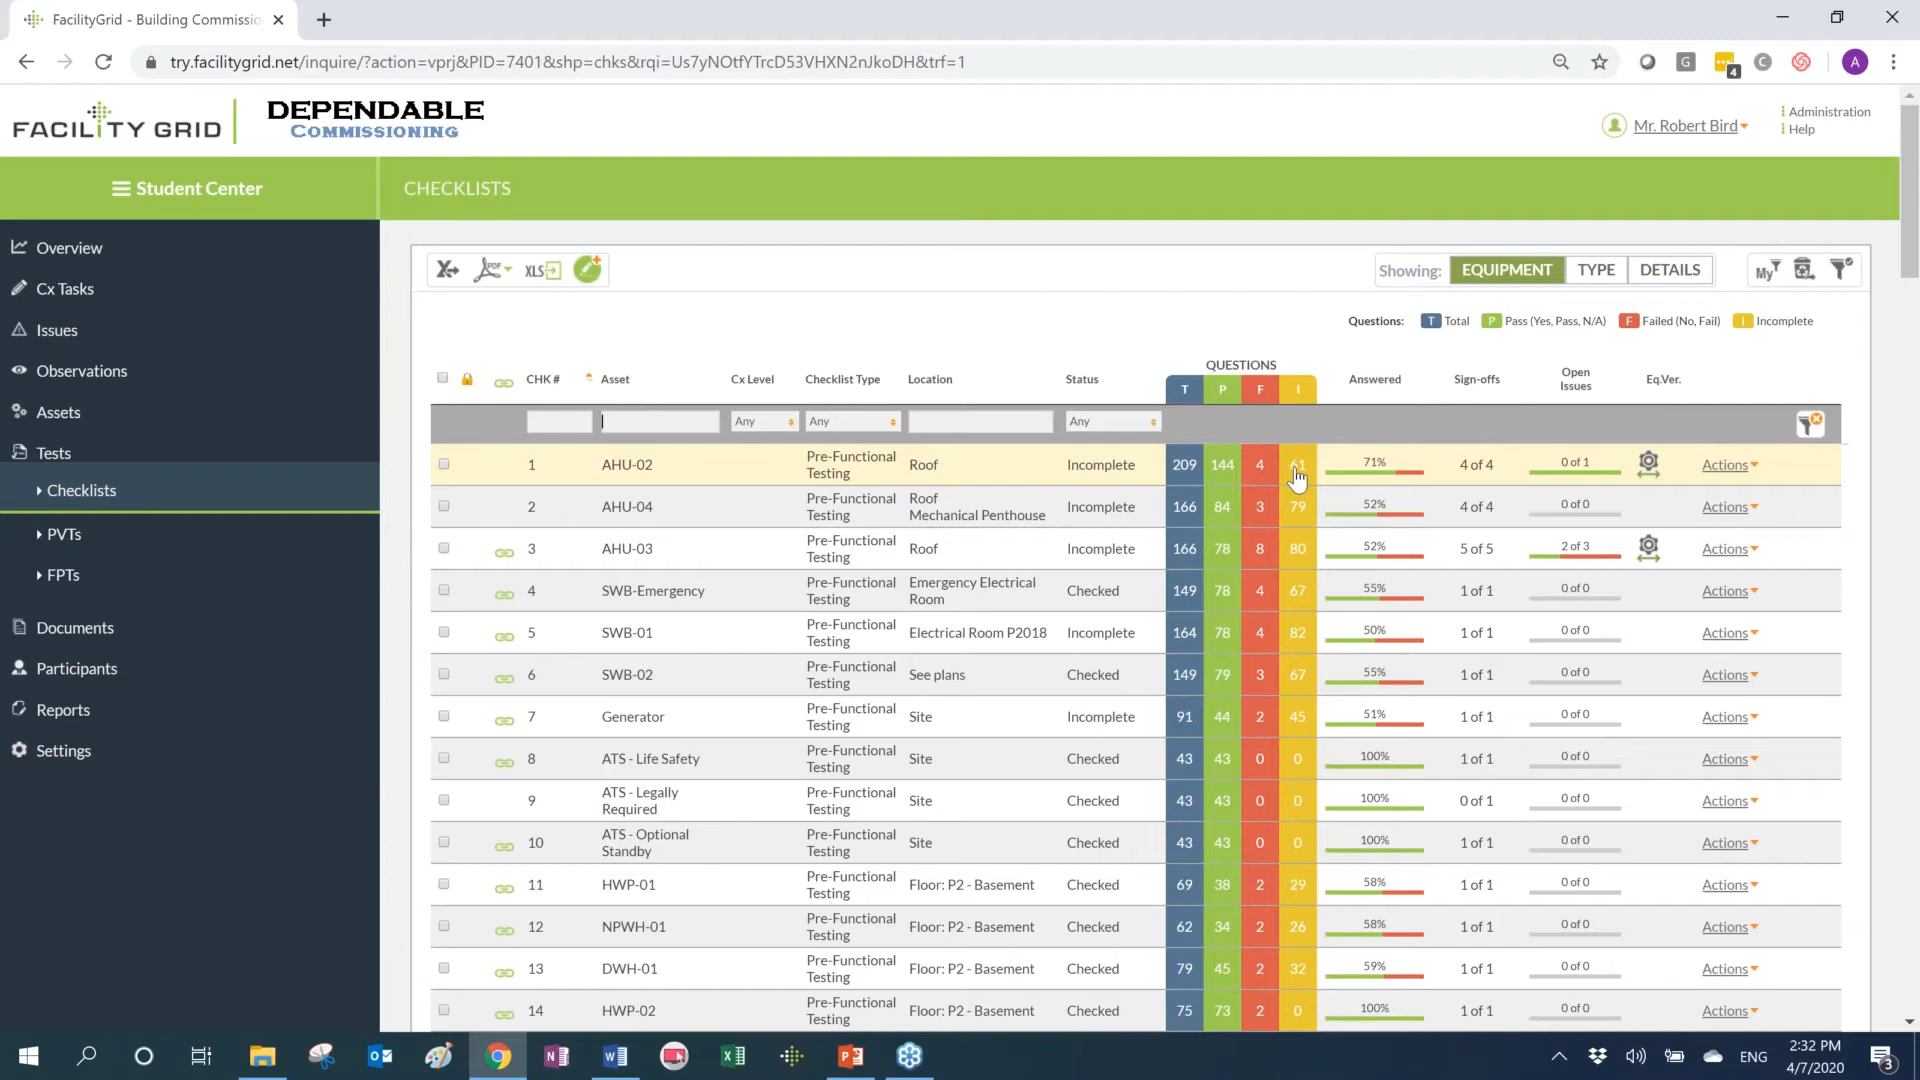 FacilityGrid - Building Commissio
try.facilitygrid.net/inquire/?action=vprj&PID=7401&shp=chks&rqi=Us7yNOtfYTrcD53VHXN2nJkoDH&trf=1
G
4
C
A
FACILITY GRID
DEPENDABLE
COMMISSIONING
Mr. Robert Bird
Administration
Help
Student Center
CHECKLISTS
Overview
Cx Tasks
Issues
Observations
Assets
Tests
Checklists
PVTs
FPTs
Documents
Participants
Reports
Settings
PDF
XLS
Showing: EQUIPMENT TYPE DETAILS
My
Questions: T Total P Pass (Yes, Pass, N/A) F Failed (No, Fail) I Incomplete
CHK # Asset Cx Level Checklist Type Location Status QUESTIONS T P F I Answered Sign-offs Open Issues Eq.Ver.
Any Any Any
1 AHU-02 Pre-Functional Testing Roof Incomplete 209 144 4 61 71% 4 of 4 0 of 1 Actions
2 AHU-04 Pre-Functional Testing Roof Mechanical Penthouse Incomplete 166 84 3 79 52% 4 of 4 0 of 0 Actions
3 AHU-03 Pre-Functional Testing Roof Incomplete 166 78 8 80 52% 5 of 5 2 of 3 Actions
4 SWB-Emergency Pre-Functional Testing Emergency Electrical Room Checked 149 78 4 67 55% 1 of 1 0 of 0 Actions
5 SWB-01 Pre-Functional Testing Electrical Room P2018 Incomplete 164 78 4 82 50% 1 of 1 0 of 0 Actions
6 SWB-02 Pre-Functional Testing See plans Checked 149 79 3 67 55% 1 of 1 0 of 0 Actions
7 Generator Pre-Functional Testing Site Incomplete 91 44 2 45 51% 1 of 1 0 of 0 Actions
8 ATS - Life Safety Pre-Functional Testing Site Checked 43 43 0 0 100% 1 of 1 0 of 0 Actions
9 ATS - Legally Required Pre-Functional Testing Site Checked 43 43 0 0 100% 0 of 1 0 of 0 Actions
10 ATS - Optional Standby Pre-Functional Testing Site Checked 43 43 0 0 100% 1 of 1 0 of 0 Actions
11 HWP-01 Pre-Functional Testing Floor: P2 - Basement Checked 69 38 2 29 58% 1 of 1 0 of 0 Actions
12 NPWH-01 Pre-Functional Testing Floor: P2 - Basement Checked 62 34 2 26 58% 1 of 1 0 of 0 Actions
13 DWH-01 Pre-Functional Testing Floor: P2 - Basement Checked 79 45 2 32 59% 1 of 1 0 of 0 Actions
14 HWP-02 Pre-Functional Testing Floor: P2 - Basement Checked 75 73 2 0 100% 1 of 1 0 of 0 Actions
ENG
2:32 PM
4/7/2020
3